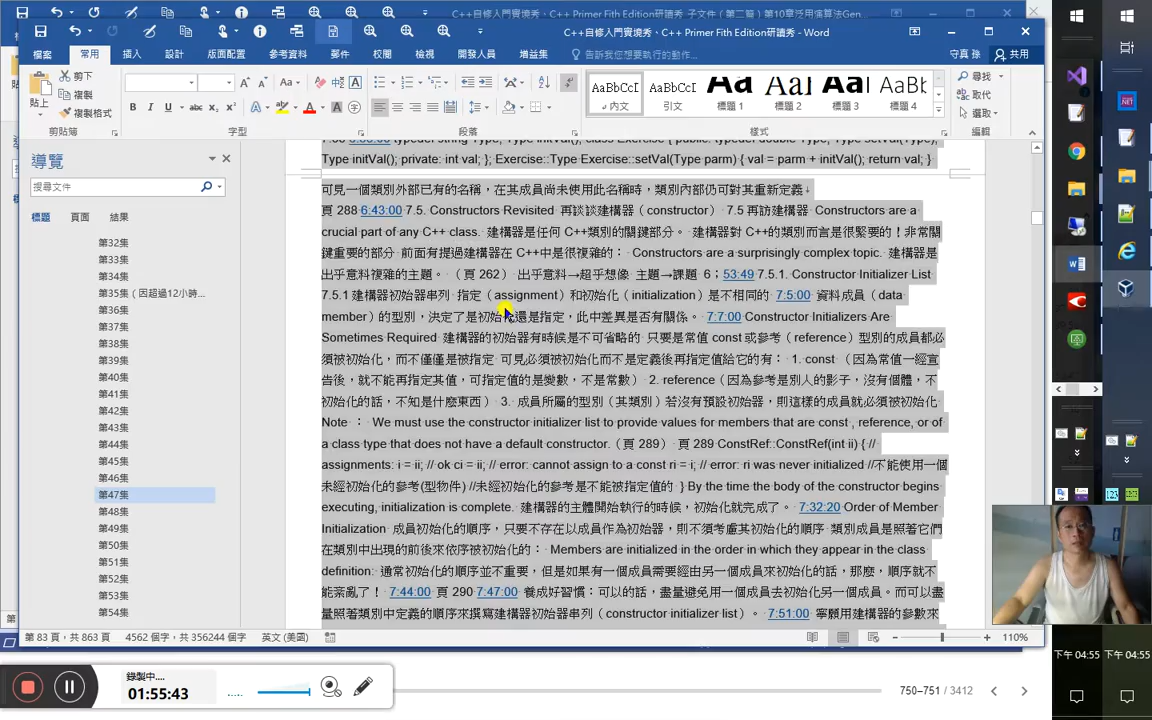 C++自修入門實境秀、C++ Primer Fith Edition研讀秀 子文件（第二篇）第10章泛用演算法Gen...
C++自修入門實境秀、C++ Primer Fith Edition研讀秀 - Word
檔案 常用 插入 設計 版面配置 參考資料 郵件 校閱 檢視 開發人員 增益集 告訴我您想要執行的動作... 守真 孫 共用
貼上 剪下 複製 複製格式
AaBbCcI AaBbCcI Aa Aal Aal AaBb
內文 引文 標題 1 標題 2 標題 3 標題 4
尋找 取代 選取
剪貼簿 字型 段落 樣式 編輯
導覽
搜尋文件
標題 頁面 結果
第32集
第33集
第34集
第35集（因超過12小時...
第36集
第37集
第38集
第39集
第40集
第41集
第42集
第43集
第44集
第45集
第46集
第47集
第48集
第49集
第50集
第51集
第52集
第53集
第54集
Type initVal(); private: int val; }; Exercise::Type Exercise::setVal(Type parm) { val = parm + initVal(); return val; }
可見一個類別外部已有的名稱，在其成員尚未使用此名稱時，類別內部仍可對其重新定義
頁 288 6:43:00 7.5. Constructors Revisited 再談談建構器（constructor） 7.5 再訪建構器 Constructors are a
crucial part of any C++ class. 建構器是任何 C++類別的關鍵部分。 建構器對 C++的類別而言是很緊要的！非常關
鍵重要的部分 前面有提過建構器在 C++中是很複雜的： Constructors are a surprisingly complex topic. 建構器是
出乎意料複雜的主題。 （頁 262） 出乎意料→超乎想像 主題→課題 6；53:49 7.5.1. Constructor Initializer List
7.5.1 建構器初始器串列 指定（assignment）和初始化（initialization）是不相同的 7:5:00 資料成員（data
member）的型別，決定了是初始化還是指定，此中差異是否有關係。 7:7:00 Constructor Initializers Are
Sometimes Required 建構器的初始器有時候是不可省略的 只要是常值 const 或參考（reference）型別的成員都必
須被初始化，而不僅僅是被指定 可見必須被初始化而不是定義後再指定值給它的有： 1. const （因為常值一經宣
告後，就不能再指定其值，可指定值的是變數，不是常數） 2. reference（因為參考是別人的影子，沒有個體，不
初始化的話，不知是什麼東西） 3. 成員所屬的型別（其類別）若沒有預設初始器，則這樣的成員就必須被初始化
Note ： We must use the constructor initializer list to provide values for members that are const , reference, or of
a class type that does not have a default constructor.（頁 289） 頁 289 ConstRef::ConstRef(int ii) { //
assignments: i = ii; // ok ci = ii; // error: cannot assign to a const ri = i; // error: ri was never initialized //不能使用一個
未經初始化的參考(型物件) //未經初始化的參考是不能被指定值的 } By the time the body of the constructor begins
executing, initialization is complete. 建構器的主體開始執行的時候，初始化就完成了。 7:32:20 Order of Member
Initialization 成員初始化的順序，只要不存在以成員作為初始器，則不須考慮其初始化的順序 類別成員是照著它們
在類別中出現的前後來依序被初始化的： Members are initialized in the order in which they appear in the class
definition: 通常初始化的順序並不重要，但是如果有一個成員需要經由另一個成員來初始化的話，那麼，順序就不
能紊亂了！ 7:44:00 頁 290 7:47:00 養成好習慣：可以的話，盡量避免用一個成員去初始化另一個成員。而可以盡
量照著類別中定義的順序來撰寫建構器初始器串列（constructor initializer list）。 7:51:00 寧願用建構器的參數來
第 83 頁，共 863 頁 4562 個字，共 356244 個字 英文 (美國) 110%
錄製中....
01:55:43
750–751 / 3412
下午 04:55 下午 04:55